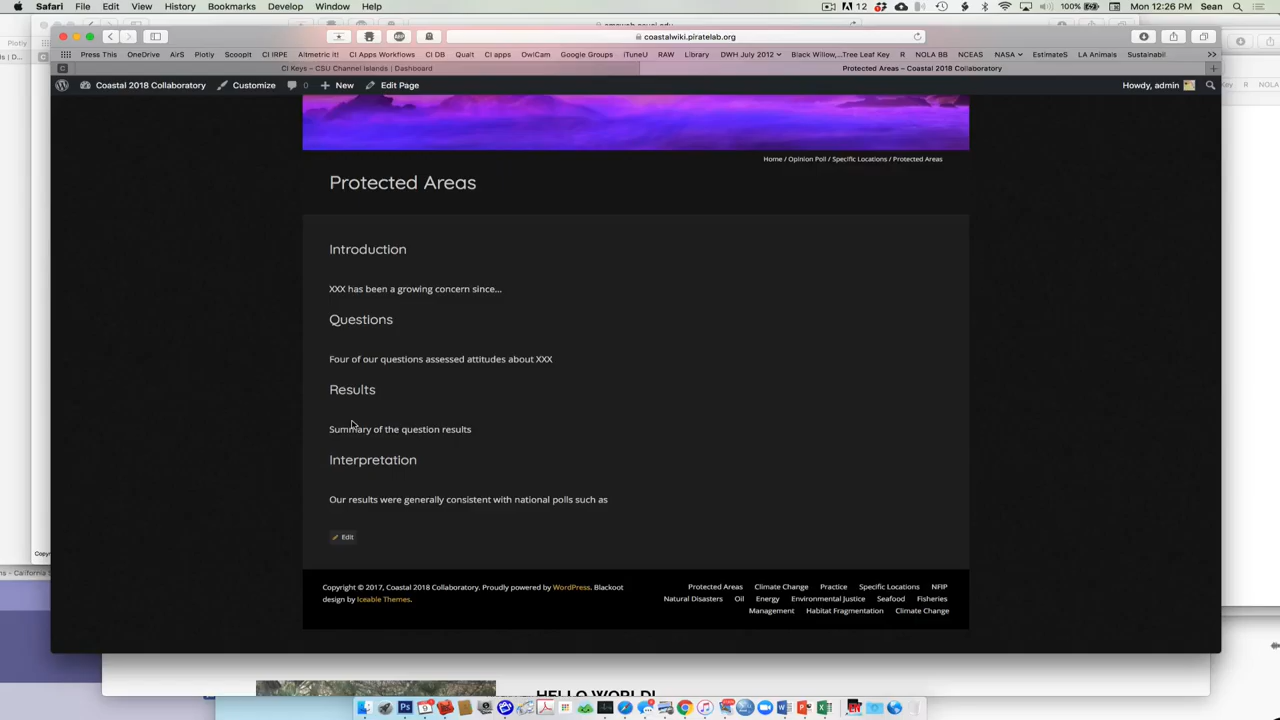 Safari File Edit View History Bookmarks Develop Window Help
12 100% Mon 12:26 PM Sean
coastalwiki.piratelab.org
Press This OneDrive AirS Plotly ScoopIt CI IRPE Altmetric It! CI Apps Workflows CI DB Qualt CI apps OwlCam Google Groups iTuneU RAW Library DWH July 2012 Black Willow,...Tree Leaf Key R NOLA BB NCEAS NASA EstimateS LA Animals Sustainabil
CI Keys – CSU Channel Islands | Dashboard Protected Areas – Coastal 2018 Collaboratory
Coastal 2018 Collaboratory Customize 0 New Edit Page Howdy, admin
Home / Opinion Poll / Specific Locations / Protected Areas
Protected Areas
Introduction
XXX has been a growing concern since...
Questions
Four of our questions assessed attitudes about XXX
Results
Summary of the question results
Interpretation
Our results were generally consistent with national polls such as
Edit
Copyright © 2017, Coastal 2018 Collaboratory. Proudly powered by WordPress. Blackoot
design by Iceable Themes.
Protected Areas Climate Change Practice Specific Locations NFIP
Natural Disasters Oil Energy Environmental Justice Seafood Fisheries
Management Habitat Fragmentation Climate Change
HELLO WORLD!